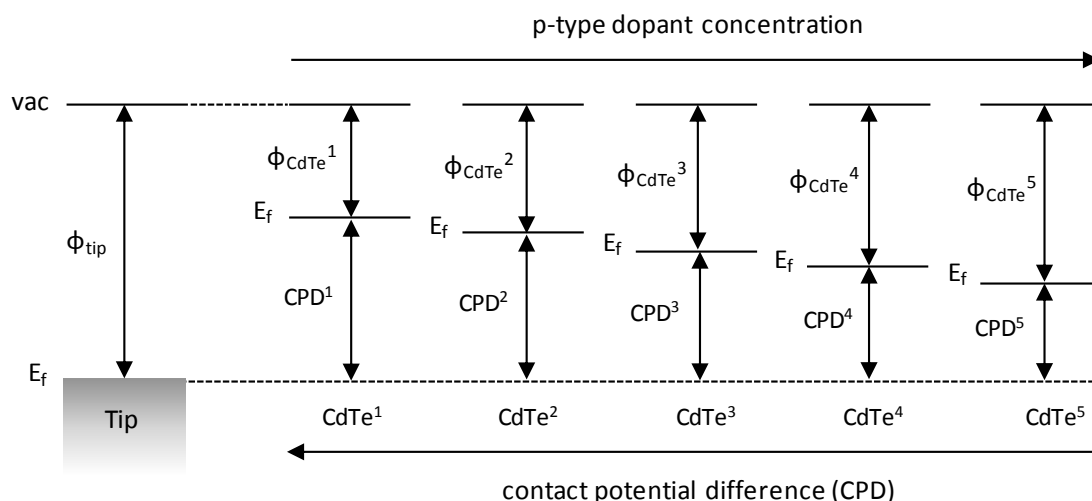 p-type dopant concentration
vac
ϕCdTe¹
ϕCdTe²
ϕCdTe³
ϕCdTe⁴
ϕCdTe⁵
Ef
Ef
Ef
Ef
Ef
ϕtip
CPD¹
CPD²
CPD³
CPD⁴
CPD⁵
Ef
Tip
CdTe¹
CdTe²
CdTe³
CdTe⁴
CdTe⁵
contact potential difference (CPD)